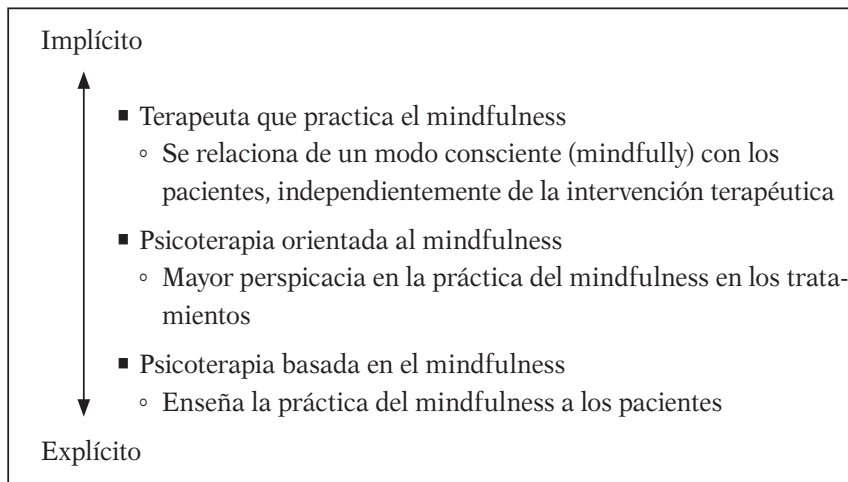 Implícito
▪ Terapeuta que practica el mindfulness
◦ Se relaciona de un modo consciente (mindfully) con los
pacientes, independientemente de la intervención terapéutica
▪ Psicoterapia orientada al mindfulness
◦ Mayor perspicacia en la práctica del mindfulness en los trata-
mientos
▪ Psicoterapia basada en el mindfulness
◦ Enseña la práctica del mindfulness a los pacientes
Explícito